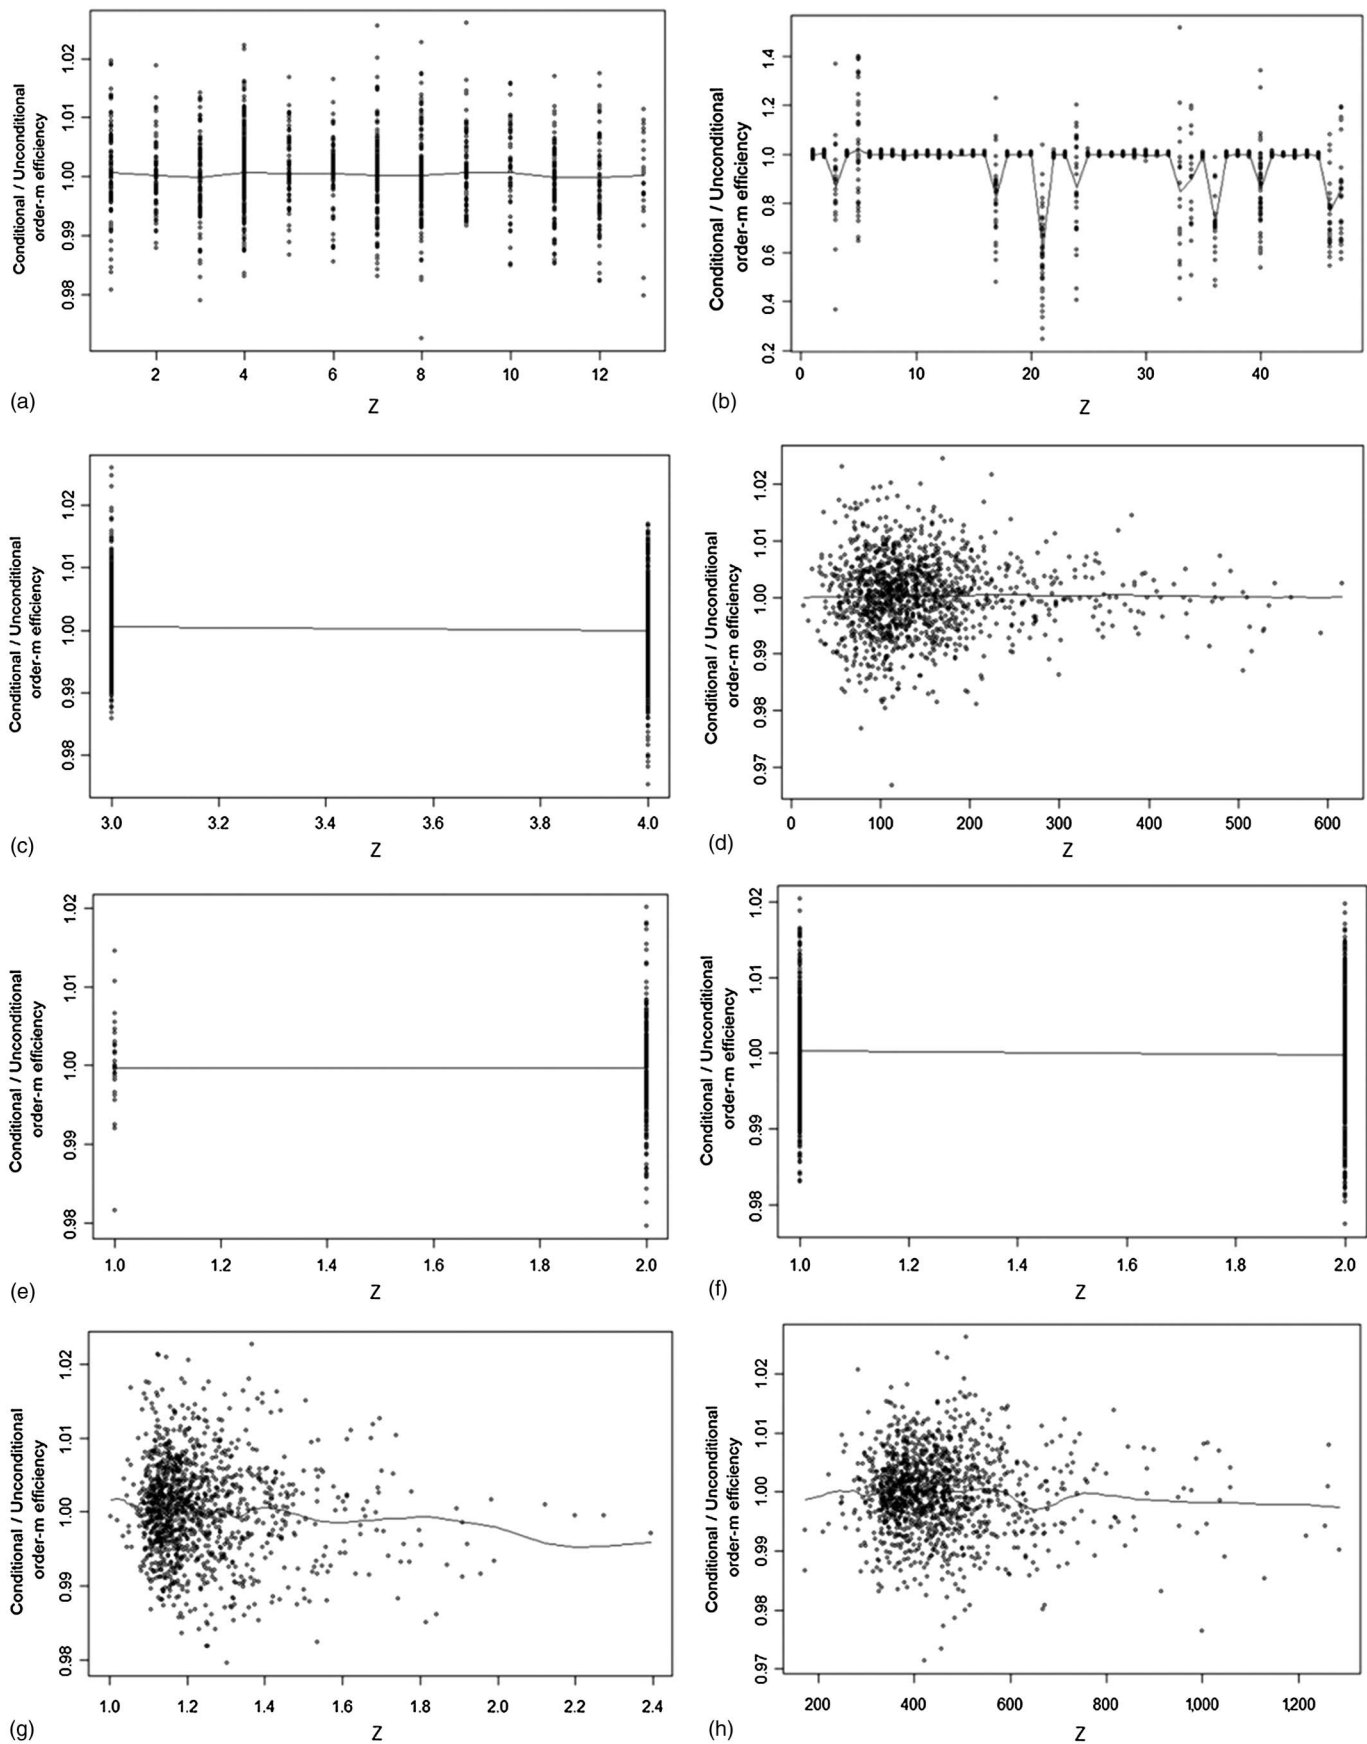 Conditional / Unconditional
order-m efficiency
1.02
1.01
1.00
0.99
0.98
2 4 6 8 10 12
(a)
Z
Conditional / Unconditional
order-m efficiency
1.4
1.2
1.0
0.8
0.6
0.4
0.2
0 10 20 30 40
(b)
Z
Conditional / Unconditional
order-m efficiency
1.02
1.01
1.00
0.99
0.98
3.0 3.2 3.4 3.6 3.8 4.0
(c)
Z
Conditional / Unconditional
order-m efficiency
1.02
1.01
1.00
0.99
0.98
0.97
0 100 200 300 400 500 600
(d)
Z
Conditional / Unconditional
order-m efficiency
1.02
1.01
1.00
0.99
0.98
1.0 1.2 1.4 1.6 1.8 2.0
(e)
Z
Conditional / Unconditional
order-m efficiency
1.02
1.01
1.00
0.99
0.98
1.0 1.2 1.4 1.6 1.8 2.0
(f)
Z
Conditional / Unconditional
order-m efficiency
1.02
1.01
1.00
0.99
0.98
1.0 1.2 1.4 1.6 1.8 2.0 2.2 2.4
(g)
Z
Conditional / Unconditional
order-m efficiency
1.02
1.01
1.00
0.99
0.98
0.97
200 400 600 800 1,000 1,200
(h)
Z